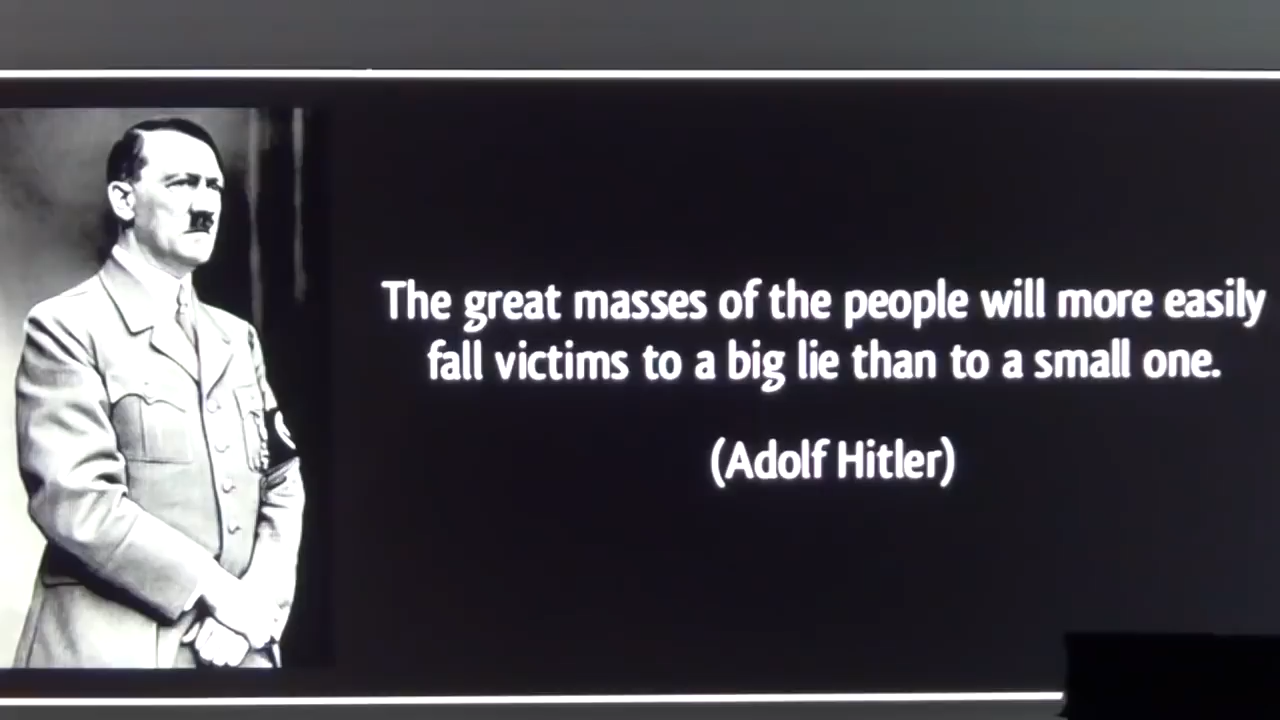 The great masses of the people will more easily
fall victims to a big lie than to a small one.
(Adolf Hitler)